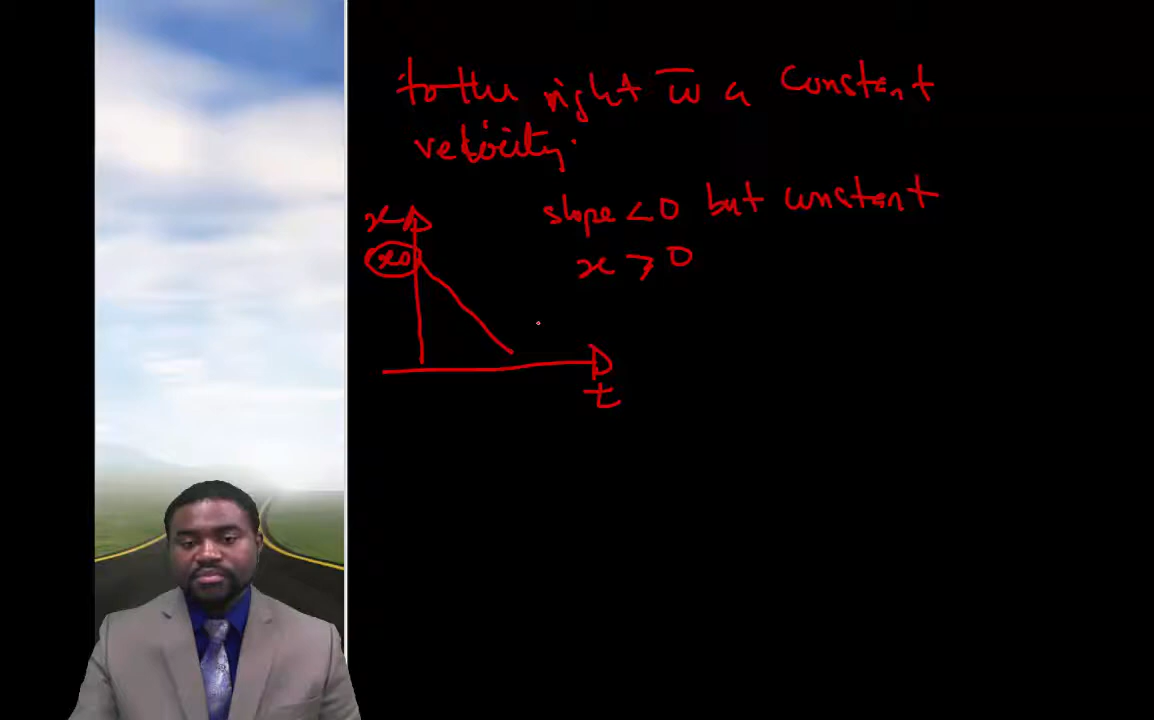 to the right w̅ a constant
velocity.
slope < 0 but constant
x
x0
x ≥ 0
t